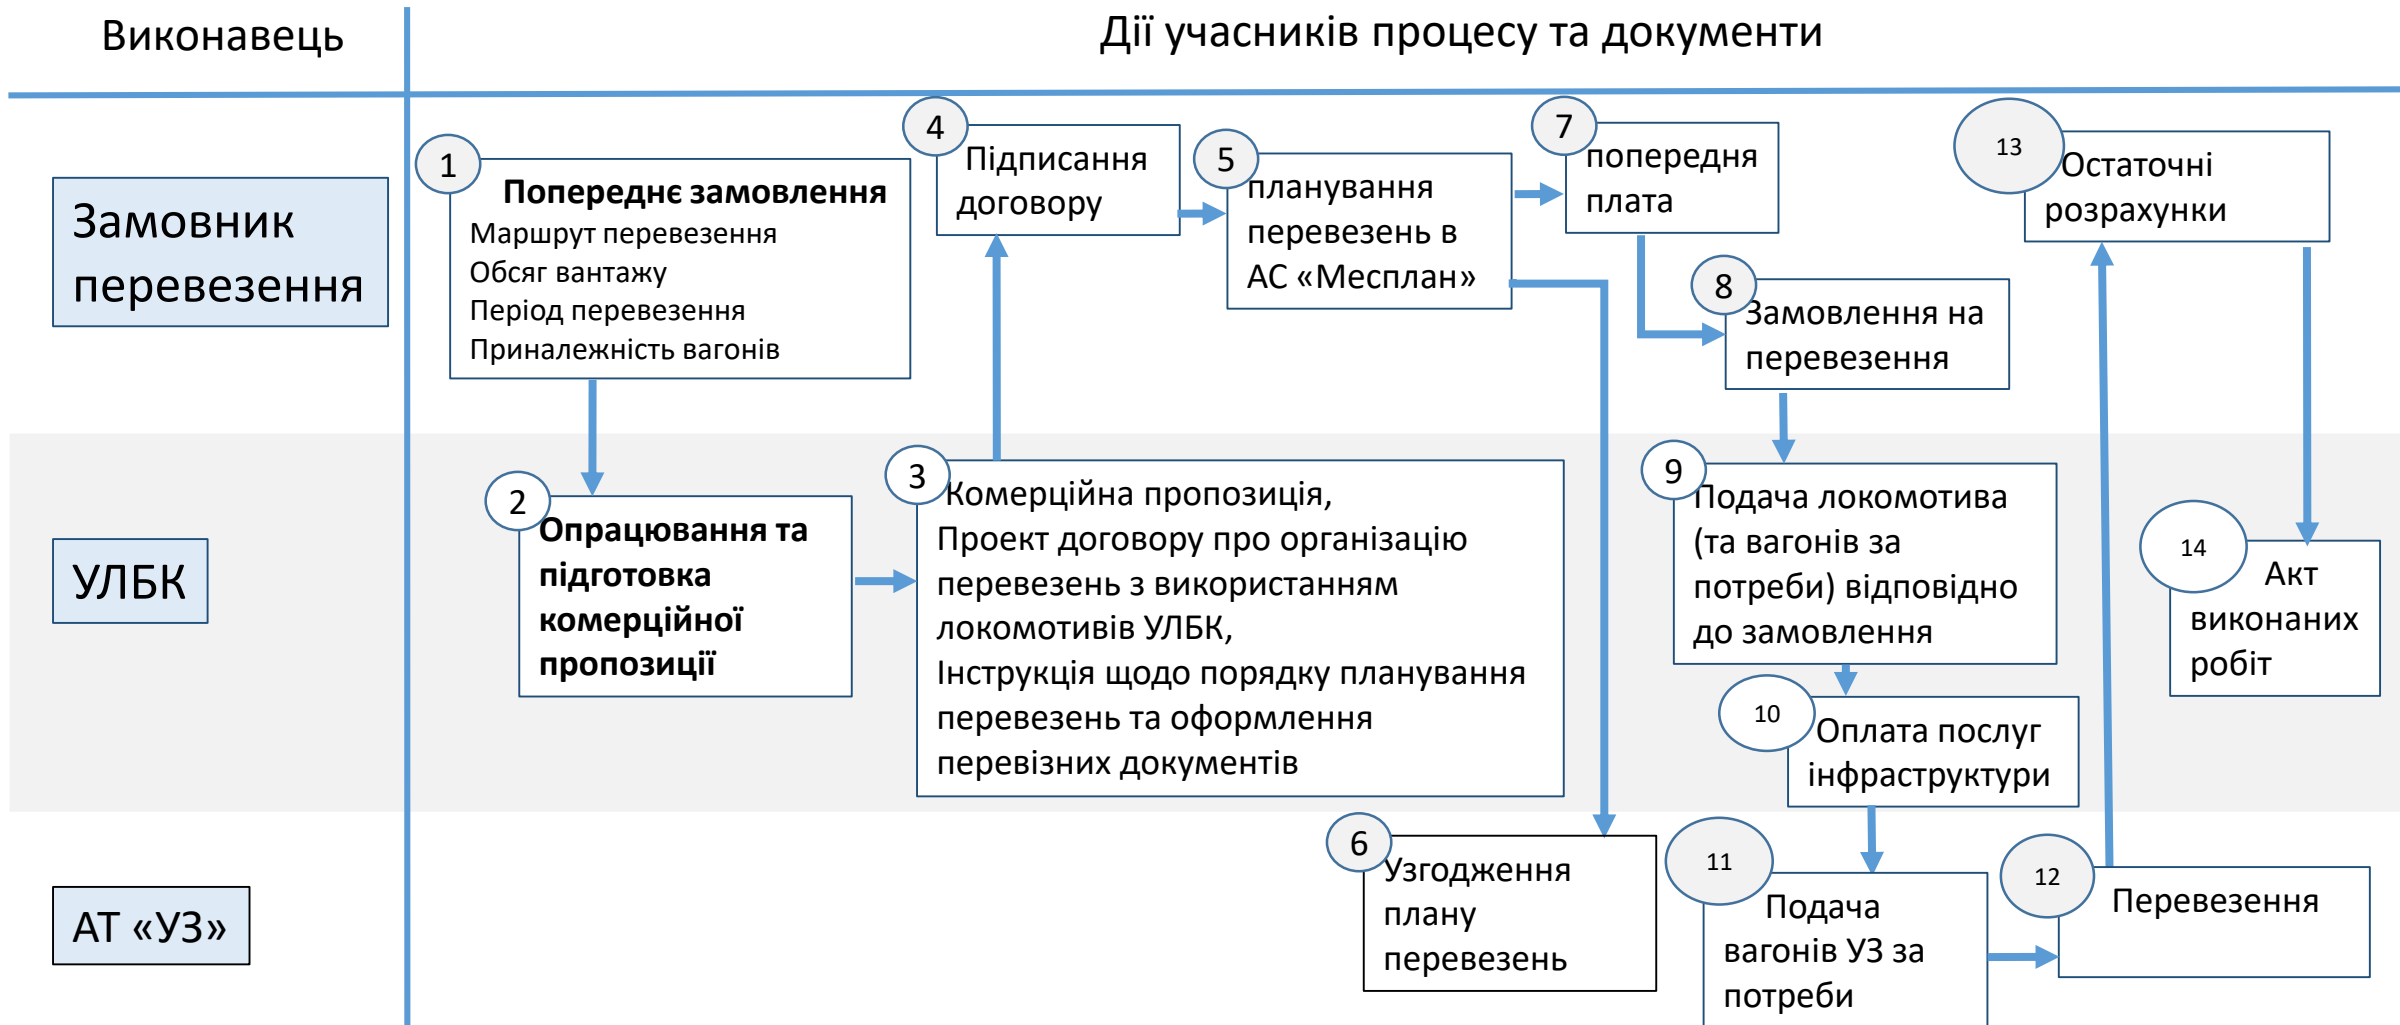 Виконавець
Дії учасників процесу та документи
Замовник
перевезення
1
Попереднє замовлення
Маршрут перевезення
Обсяг вантажу
Період перевезення
Приналежність вагонів
4
Підписання
договору
5
планування
перевезень в
АС «Месплан»
7
попередня
плата
8
Замовлення на
перевезення
13
Остаточні
розрахунки
УЛБК
2
Опрацювання та
підготовка
комерційної
пропозиції
3
Комерційна пропозиція,
Проект договору про організацію
перевезень з використанням
локомотивів УЛБК,
Інструкція щодо порядку планування
перевезень та оформлення
перевізних документів
9
Подача локомотива
(та вагонів за
потреби) відповідно
до замовлення
10
Оплата послуг
інфраструктури
14
Акт
виконаних
робіт
АТ «УЗ»
6
Узгодження
плану
перевезень
11
Подача
вагонів УЗ за
потреби
12
Перевезення